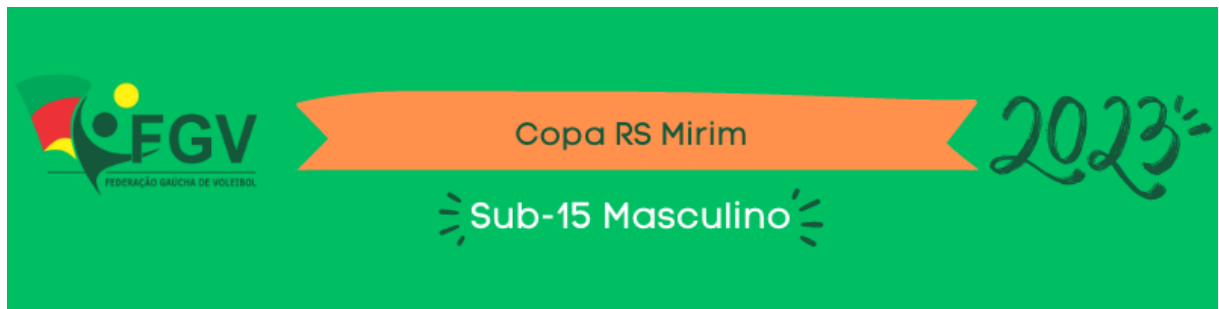 FGV
FEDERAÇÃO GAÚCHA DE VOLEIBOL
Copa RS Mirim
2023
Sub-15 Masculino